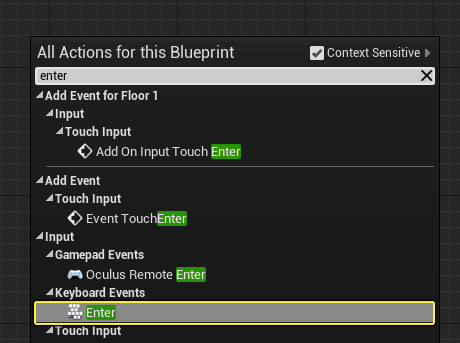 All Actions for this Blueprint Context Sensitive
enter
Add Event for Floor 1
Input
Touch Input
Add On Input Touch Enter
Add Event
Touch Input
Event TouchEnter
Input
Gamepad Events
Oculus Remote Enter
Keyboard Events
Enter
Touch Input